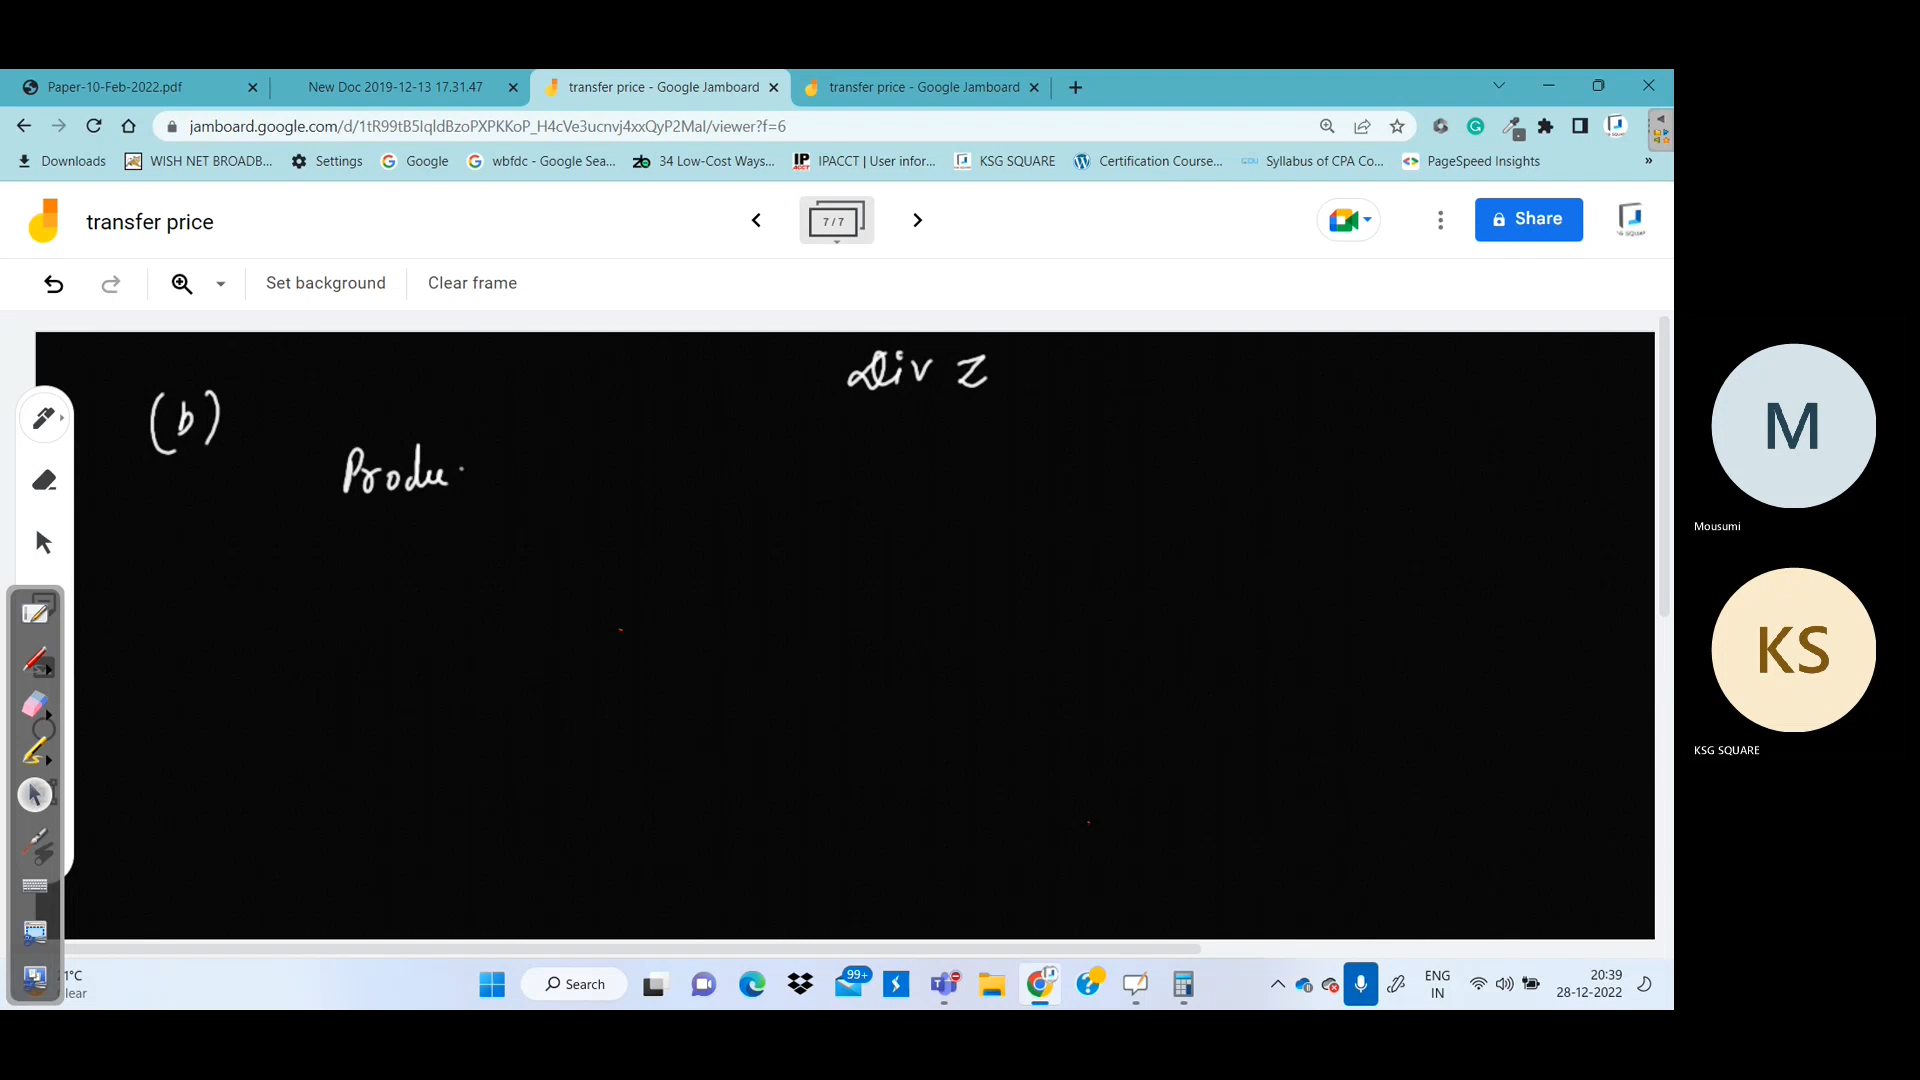 Paper-10-Feb-2022.pdf
New Doc 2019-12-13 17.31.47
transfer price - Google Jamboard
transfer price - Google Jamboard
jamboard.google.com/d/1tR99tB5IqldBzoPXPKKoP_H4cVe3ucnvj4xxQyP2MaI/viewer?f=6
Downloads WISH NET BROADB... Settings Google wbfdc - Google Sea... 34 Low-Cost Ways... IPACCT | User infor... KSG SQUARE Certification Course... Syllabus of CPA Co... PageSpeed Insights »
transfer price
7 / 7
Share
Set background
Clear frame
Div Z
(b)
Produ
M
Mousumi
KS
KSG SQUARE
Search
99+
ENG
IN
20:39
28-12-2022